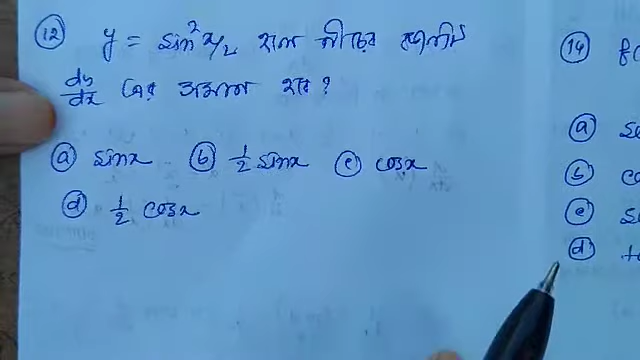 (12) y = sin²x/2 হলে নীচের কোনটি
dy/dx এর সমান হবে ?
(a) sinx (b) 1/2 sinx (c) cosx
(d) 1/2 cosx
(14)
(a)
(b)
(c)
(d)